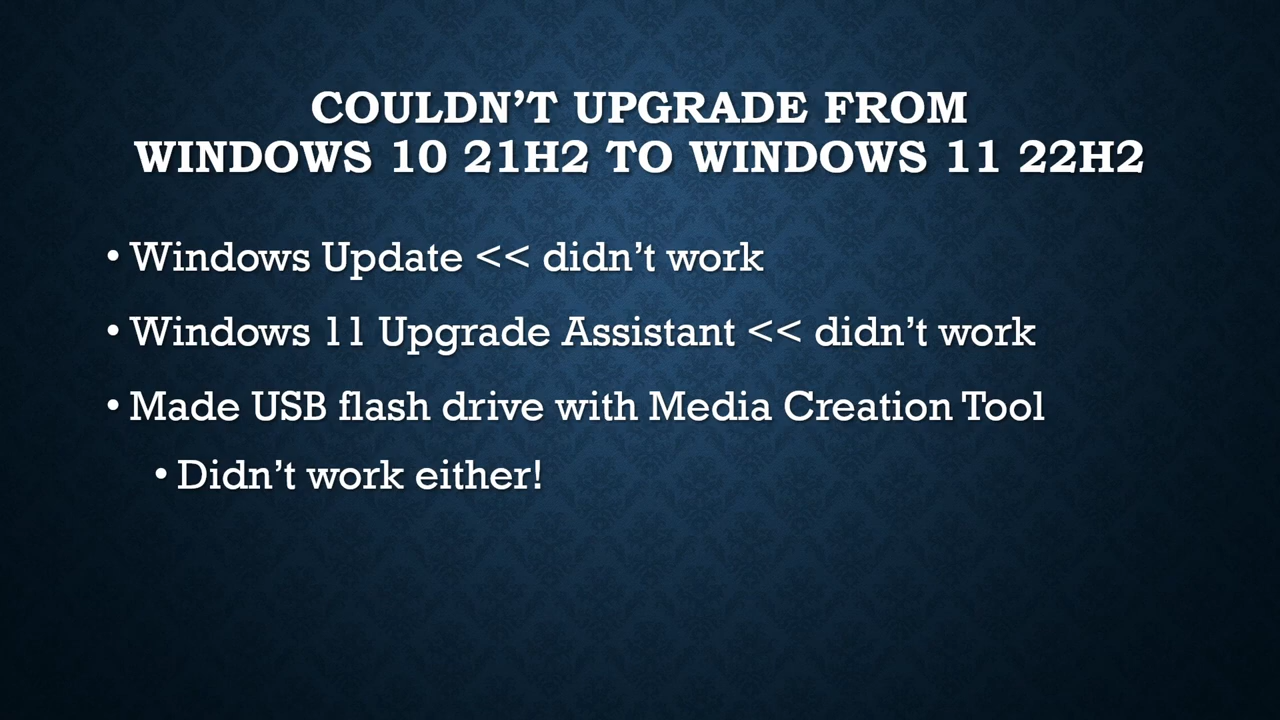 COULDN’T UPGRADE FROM
WINDOWS 10 21H2 TO WINDOWS 11 22H2
• Windows Update << didn’t work
• Windows 11 Upgrade Assistant << didn’t work
• Made USB flash drive with Media Creation Tool
• Didn’t work either!